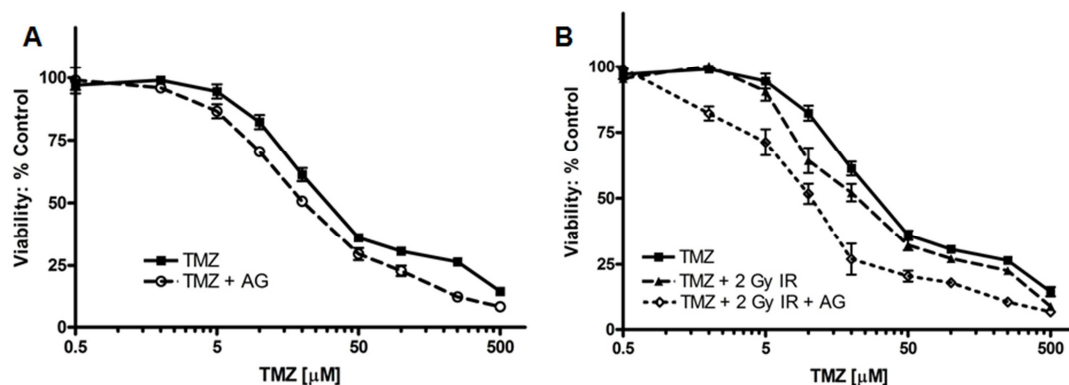 A
Viability: % Control
100
75
50
25
0
TMZ
TMZ + AG
0.5
5
50
500
TMZ [μM]
B
Viability: % Control
100
75
50
25
0
TMZ
TMZ + 2 Gy IR
TMZ + 2 Gy IR + AG
0.5
5
50
500
TMZ [μM]